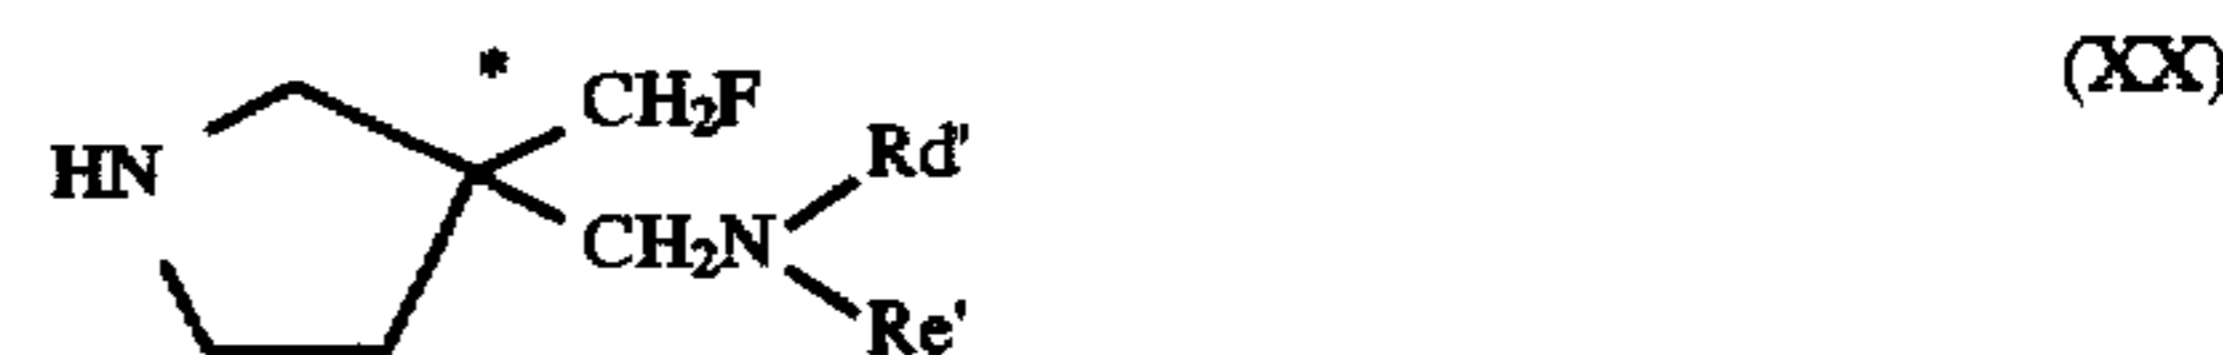 * CH₂F (XX)
Rd'
HN
CH₂N
Re'